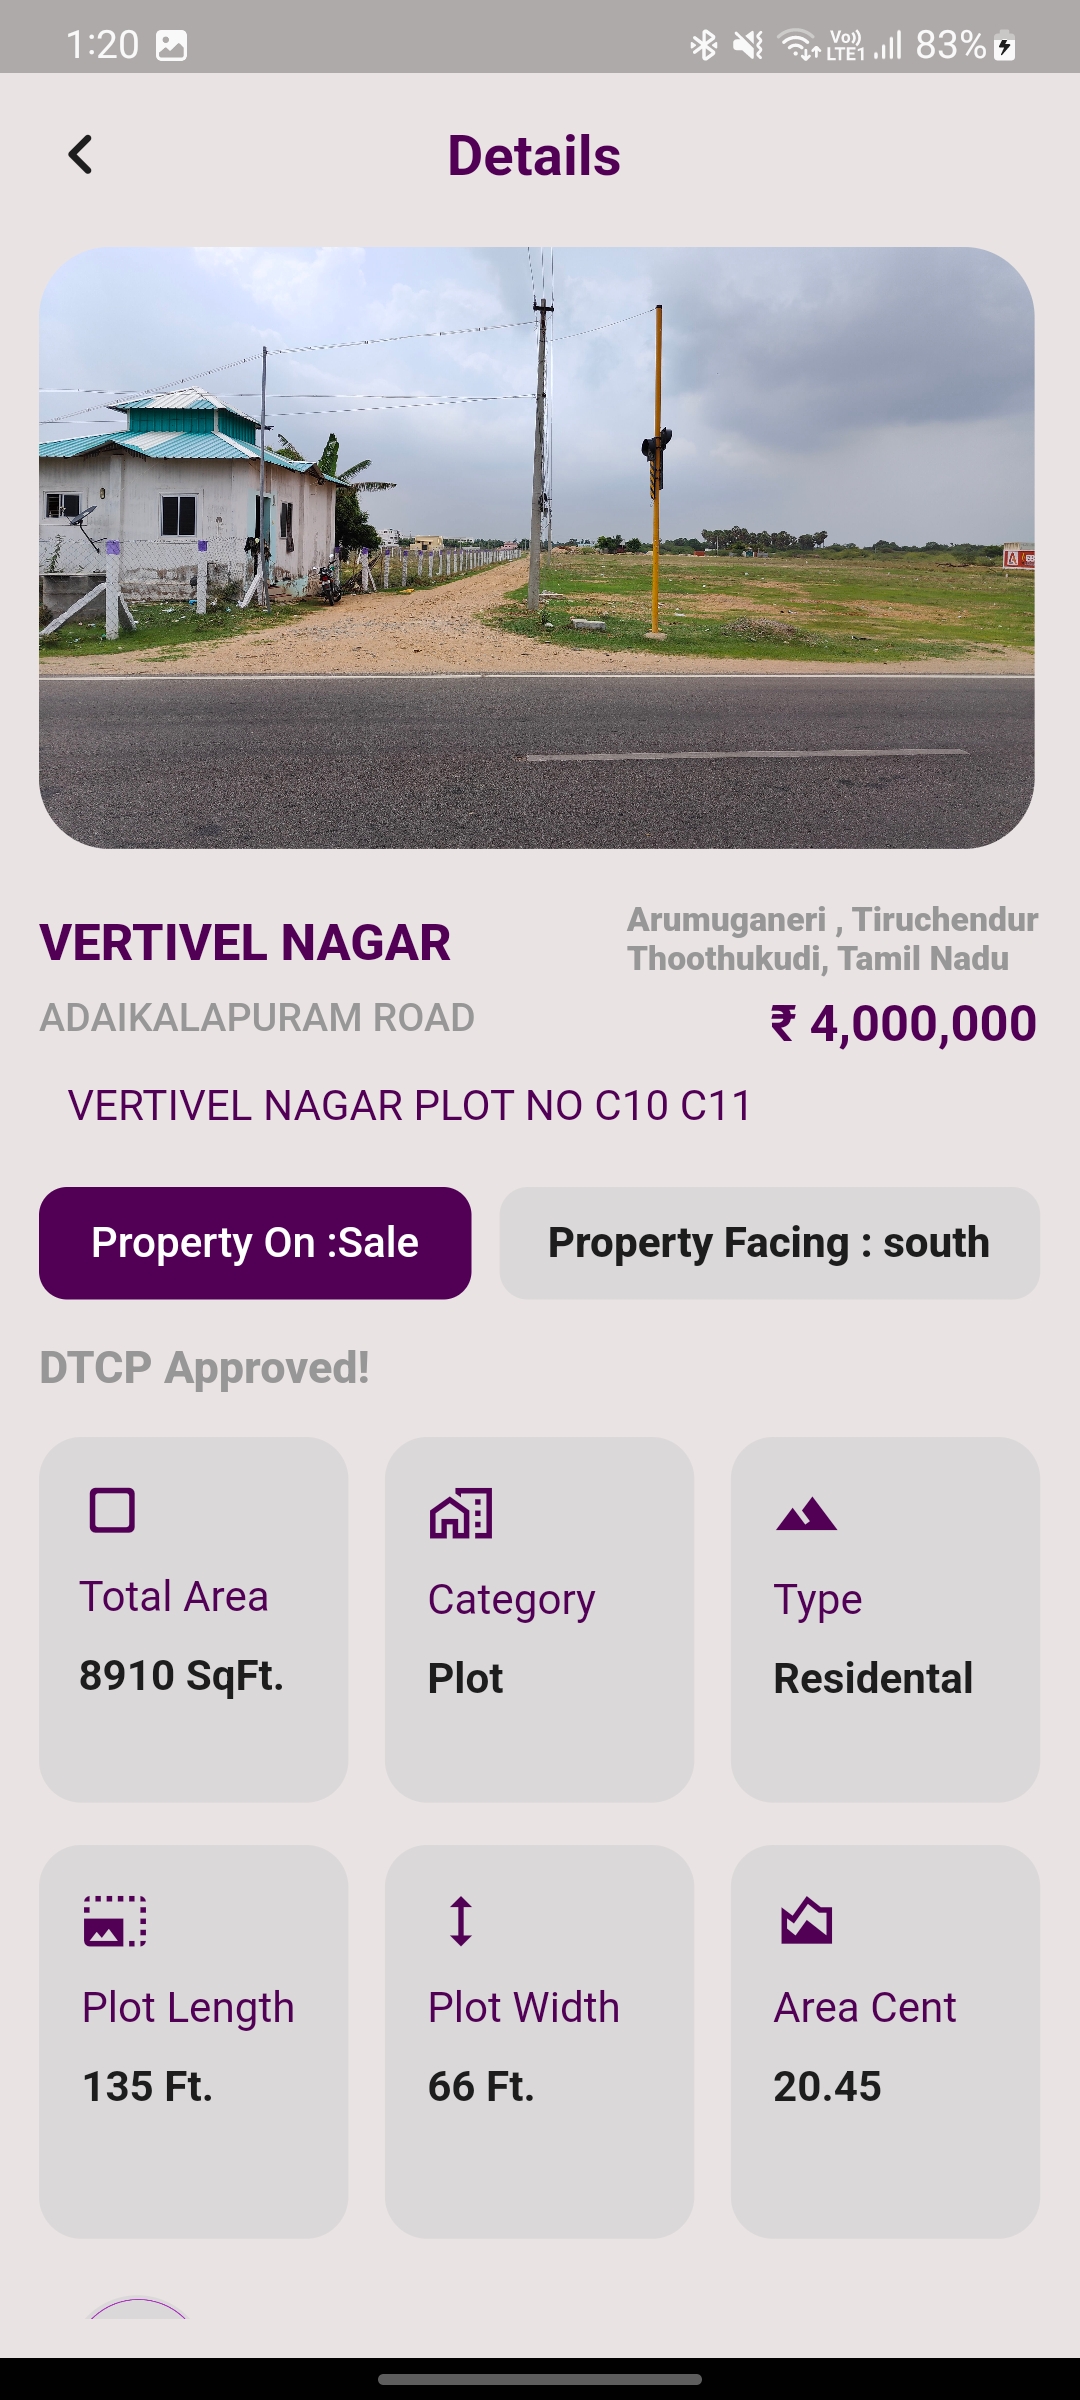 1:20
Vo))
LTE1
83%
Details
VERTIVEL NAGAR
Arumuganeri , Tiruchendur
Thoothukudi, Tamil Nadu
ADAIKALAPURAM ROAD
₹ 4,000,000
VERTIVEL NAGAR PLOT NO C10 C11
Property On :Sale
Property Facing : south
DTCP Approved!
Total Area
8910 SqFt.
Category
Plot
Type
Residental
Plot Length
135 Ft.
Plot Width
66 Ft.
Area Cent
20.45